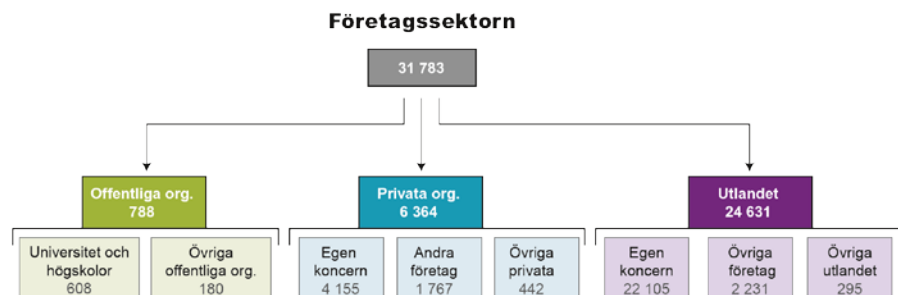 Företagssektorn
31 783
Offentliga org.
788
Privata org.
6 364
Utlandet
24 631
Universitet och
högskolor
608
Övriga
offentliga org.
180
Egen
koncern
4 155
Andra
företag
1 767
Övriga
privata
442
Egen
koncern
22 105
Övriga
företag
2 231
Övriga
utlandet
295